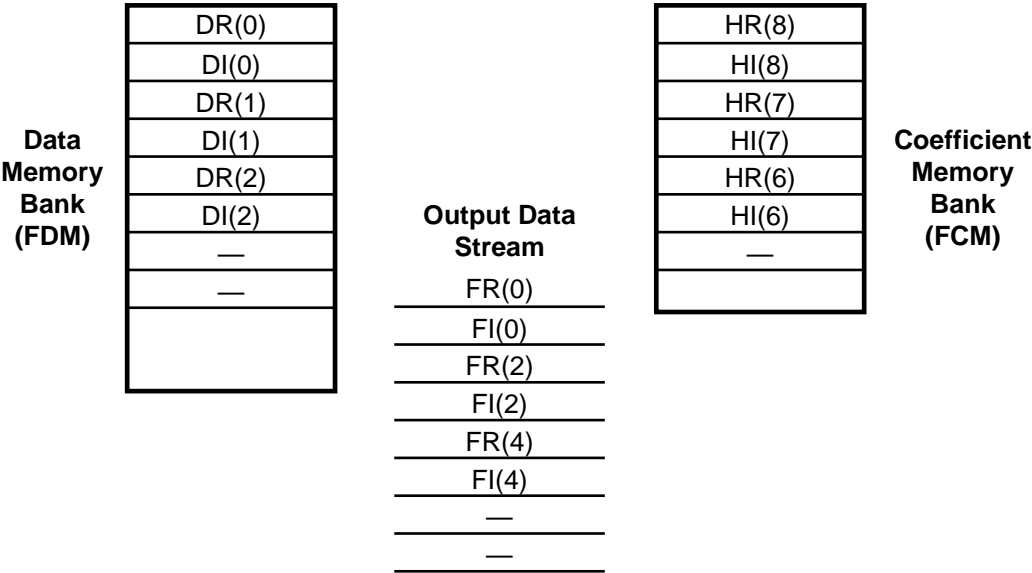 Data
Memory
Bank
(FDM)
DR(0)
DI(0)
DR(1)
DI(1)
DR(2)
DI(2)
—
—
Output Data
Stream
FR(0)
FI(0)
FR(2)
FI(2)
FR(4)
FI(4)
—
—
HR(8)
HI(8)
HR(7)
HI(7)
HR(6)
HI(6)
—
Coefficient
Memory
Bank
(FCM)